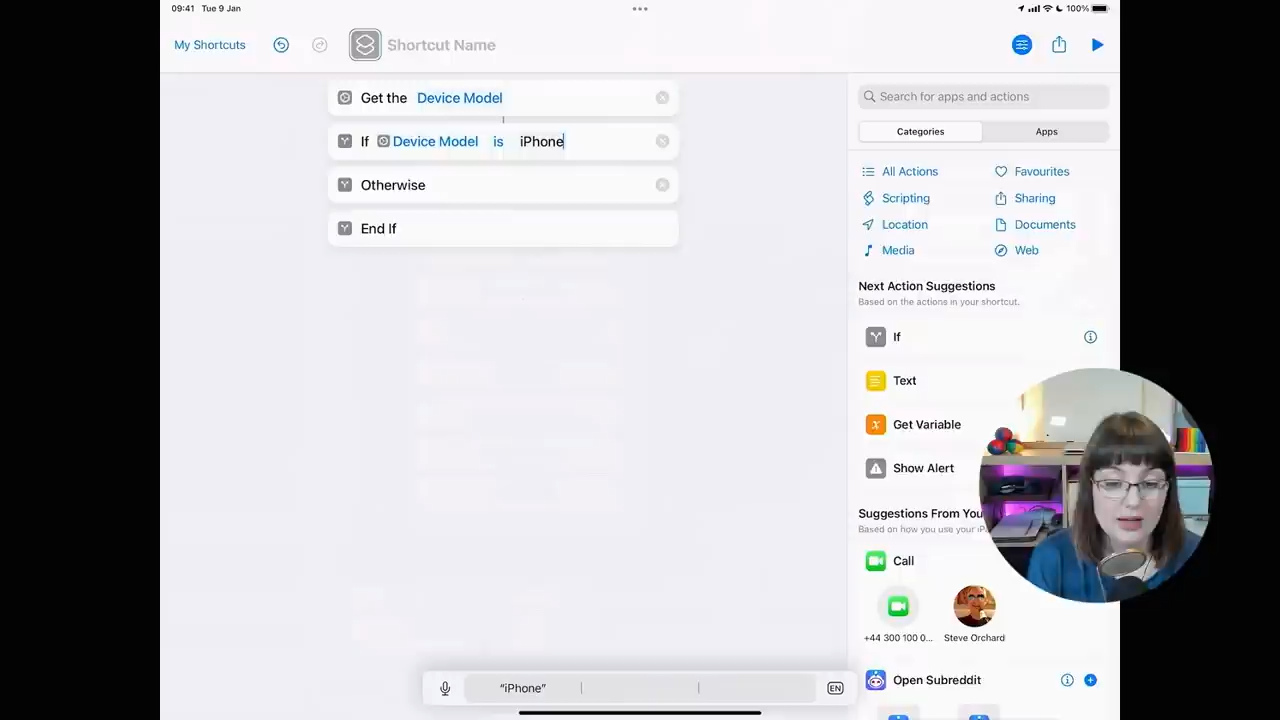 09:41 Tue 9 Jan
100%
My Shortcuts
Shortcut Name
Get the Device Model
If Device Model is iPhone
Otherwise
End If
Search for apps and actions
Categories
Apps
All Actions
Favourites
Scripting
Sharing
Location
Documents
Media
Web
Next Action Suggestions
Based on the actions in your shortcut.
If
Text
Get Variable
Show Alert
Suggestions From You
Based on how you use your iP
Call
+44 300 100 0...
Steve Orchard
Open Subreddit
“iPhone”
EN